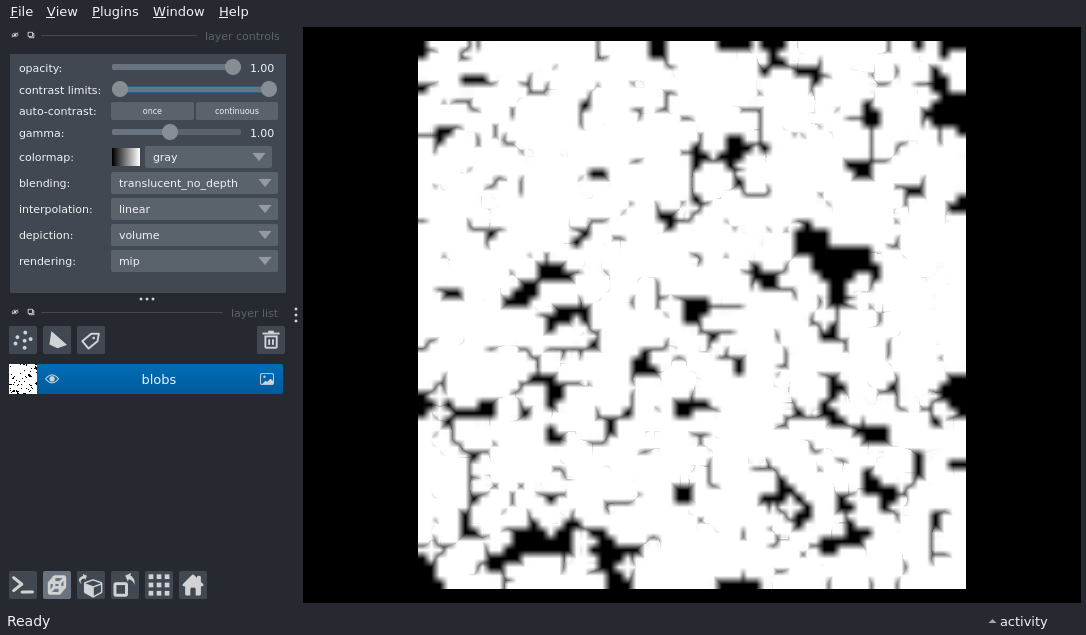 File View Plugins Window Help
layer controls
opacity: 1.00
contrast limits:
auto-contrast: once continuous
gamma: 1.00
colormap: gray
blending: translucent_no_depth
interpolation: linear
depiction: volume
rendering: mip
layer list
blobs
Ready activity